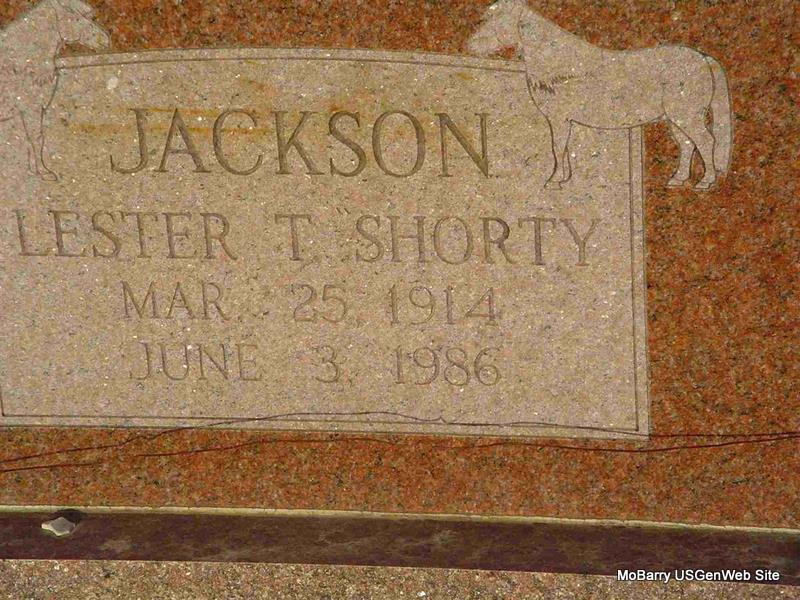 JACKSON
LESTER T. "SHORTY
MAR. 25, 1914
JUNE 3, 1986
MoBarry USGenWeb Site